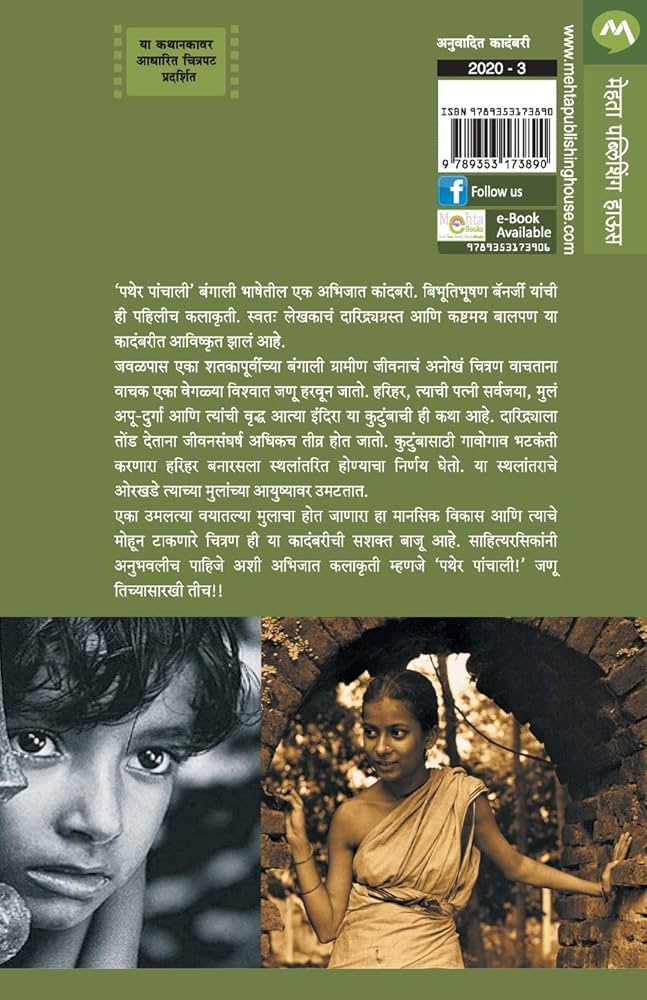 या कथानकावर
आधारित चित्रपट
प्रदर्शित
अनुवादित कादंबरी
2020 - 3
ISBN 9789353173890
9 789353 173890
Follow us
e-Book
Available
9789353173906
www.mehtapublishinghouse.com
मेहता पब्लिशिंग हाऊस
'पथेर पांचाली' बंगाली भाषेतील एक अभिजात कांदबरी. बिभूतिभूषण बॅनर्जी यांची
ही पहिलीच कलाकृती. स्वतः लेखकाचं दारिद्र्यग्रस्त आणि कष्टमय बालपण या
कादंबरीत आविष्कृत झालं आहे.
जवळपास एका शतकापूर्वीच्या बंगाली ग्रामीण जीवनाचं अनोखं चित्रण वाचताना
वाचक एका वेगळ्या विश्वात जणू हरवून जातो. हरिहर, त्याची पत्नी सर्वजया, मुलं
अपू-दुर्गा आणि त्यांची वृद्ध आत्या इंदिरा या कुटुंबाची ही कथा आहे. दारिद्र्याला
तोंड देताना जीवनसंघर्ष अधिकच तीव्र होत जातो. कुटुंबासाठी गावोगाव भटकंती
करणारा हरिहर बनारसला स्थलांतरित होण्याचा निर्णय घेतो. या स्थलांतराचे
ओरखडे त्याच्या मुलांच्या आयुष्यावर उमटतात.
एका उमलत्या वयातल्या मुलाचा होत जाणारा हा मानसिक विकास आणि त्याचे
मोहून टाकणारे चित्रण ही या कादंबरीची सशक्त बाजू आहे. साहित्यरसिकांनी
अनुभवलीच पाहिजे अशी अभिजात कलाकृती म्हणजे 'पथेर पांचाली!' जणू
तिच्यासारखी तीच!!